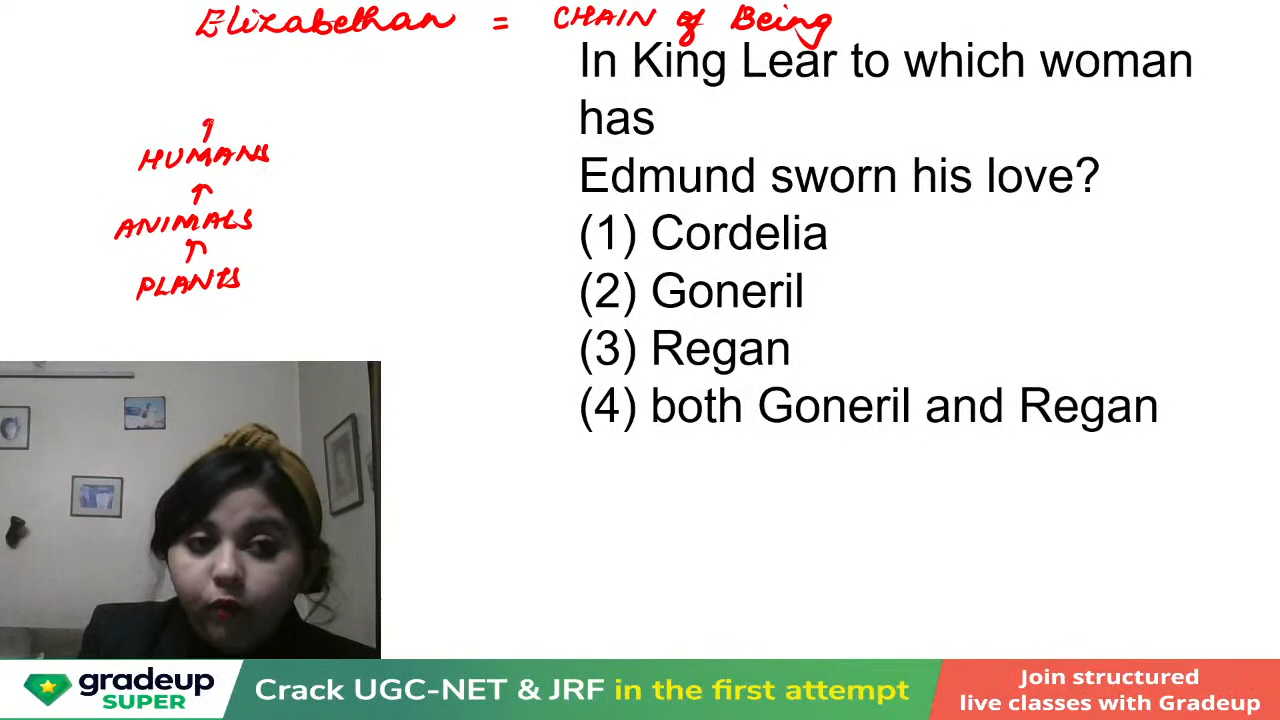 Elizabethan = CHAIN of Being
In King Lear to which woman
has
Edmund sworn his love?
(1) Cordelia
(2) Goneril
(3) Regan
(4) both Goneril and Regan
↑
HUMANS
↑
ANIMALS
↑
PLANTS
gradeup
SUPER
Crack UGC-NET & JRF in the first attempt
Join structured
live classes with Gradeup